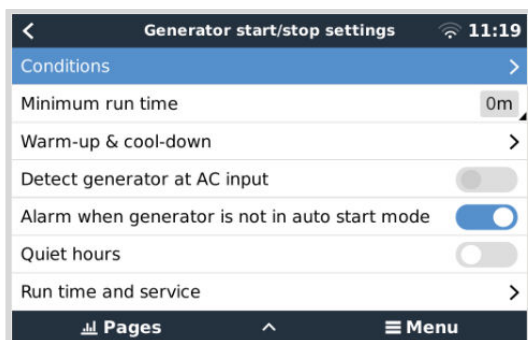 Generator start/stop settings 11:19
Conditions
Minimum run time 0m
Warm-up & cool-down
Detect generator at AC input
Alarm when generator is not in auto start mode
Quiet hours
Run time and service
Pages Menu